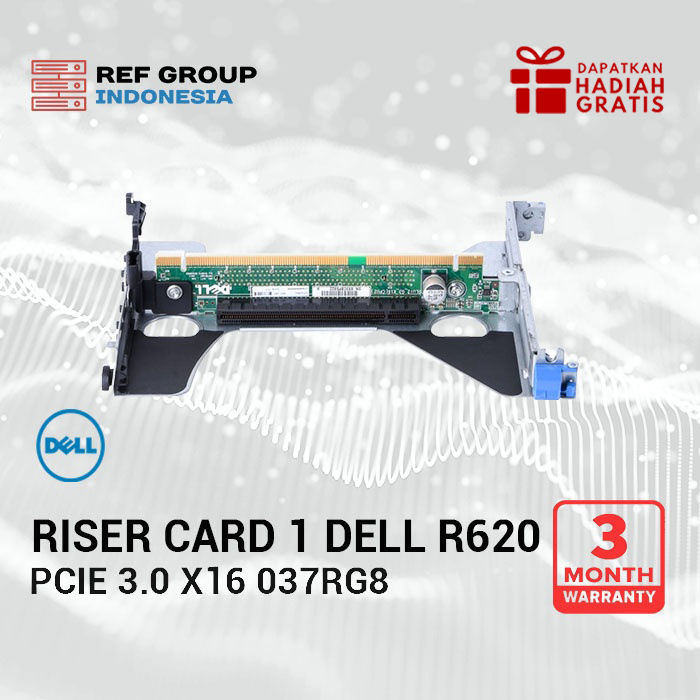 REF GROUP
INDONESIA
DAPATKAN
HADIAH
GRATIS
DELL
DELL
RISER CARD 1 DELL R620
PCIE 3.0 X16 037RG8
3
MONTH
WARRANTY